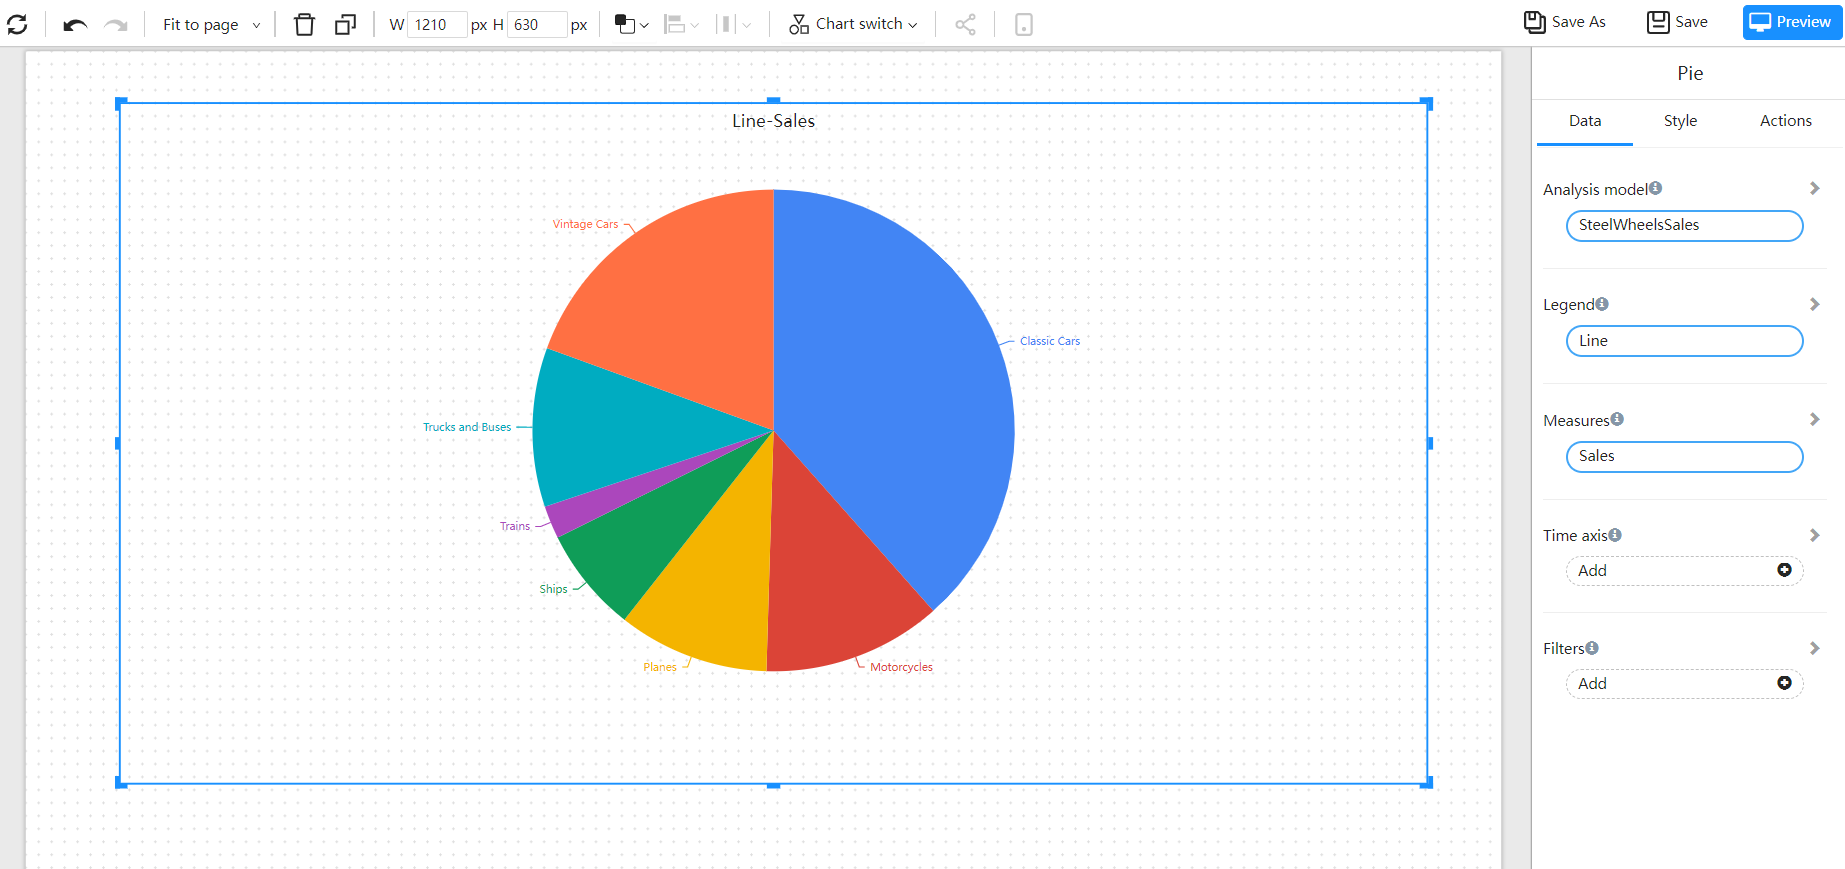 Fit to page
W 1210 px H 630 px
Chart switch
Save As
Save
Preview
Line-Sales
Vintage Cars
Classic Cars
Trucks and Buses
Trains
Ships
Planes
Motorcycles
Pie
Data Style Actions
Analysis model
SteelWheelsSales
Legend
Line
Measures
Sales
Time axis
Add
Filters
Add